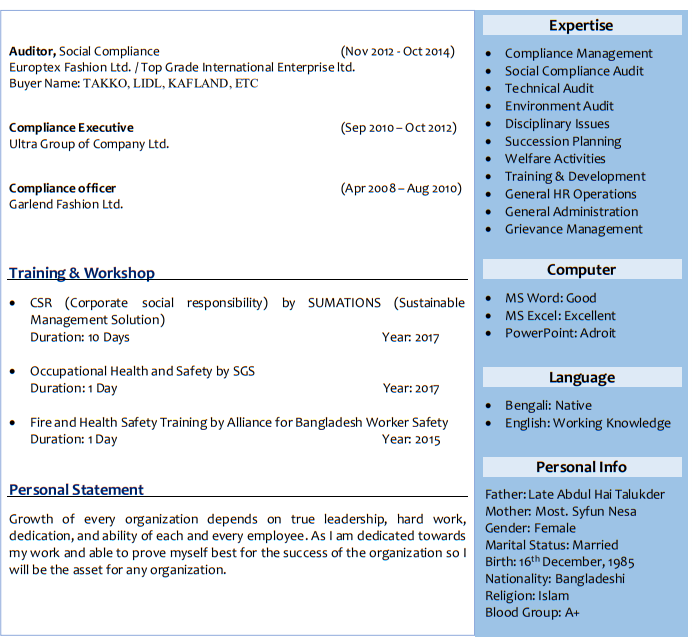 Auditor, Social Compliance (Nov 2012 - Oct 2014)
Europtex Fashion Ltd. / Top Grade International Enterprise ltd.
Buyer Name: TAKKO, LIDL, KAFLAND, ETC
Compliance Executive (Sep 2010 – Oct 2012)
Ultra Group of Company Ltd.
Compliance officer (Apr 2008 – Aug 2010)
Garlend Fashion Ltd.
Training & Workshop
• CSR (Corporate social responsibility) by SUMATIONS (Sustainable
Management Solution)
Duration: 10 Days Year: 2017
• Occupational Health and Safety by SGS
Duration: 1 Day Year: 2017
• Fire and Health Safety Training by Alliance for Bangladesh Worker Safety
Duration: 1 Day Year: 2015
Personal Statement
Growth of every organization depends on true leadership, hard work,
dedication, and ability of each and every employee. As I am dedicated towards
my work and able to prove myself best for the success of the organization so I
will be the asset for any organization.
Expertise
• Compliance Management
• Social Compliance Audit
• Technical Audit
• Environment Audit
• Disciplinary Issues
• Succession Planning
• Welfare Activities
• Training & Development
• General HR Operations
• General Administration
• Grievance Management
Computer
• MS Word: Good
• MS Excel: Excellent
• PowerPoint: Adroit
Language
• Bengali: Native
• English: Working Knowledge
Personal Info
Father: Late Abdul Hai Talukder
Mother: Most. Syfun Nesa
Gender: Female
Marital Status: Married
Birth: 16th December, 1985
Nationality: Bangladeshi
Religion: Islam
Blood Group: A+